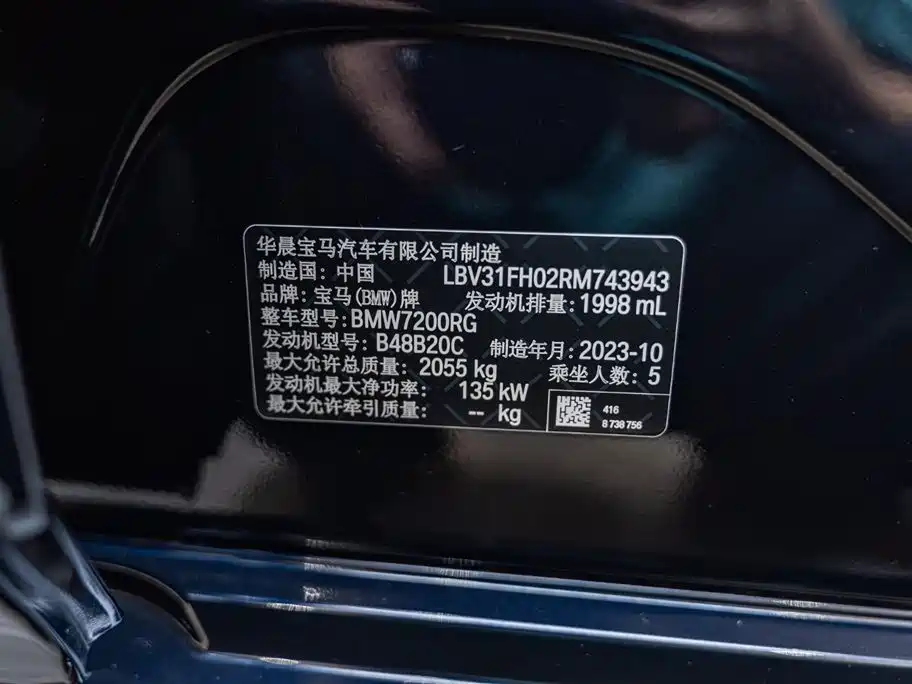 华晨宝马汽车有限公司制造
制造国：中国 LBV31FH02RM743943
品牌：宝马(BMW)牌 发动机排量：1998 mL
整车型号：BMW7200RG
发动机型号：B48B20C 制造年月：2023-10
最大允许总质量：2055 kg 乘坐人数：5
发动机最大净功率：135 kW
最大允许牵引质量：-- kg
416
8 738 756